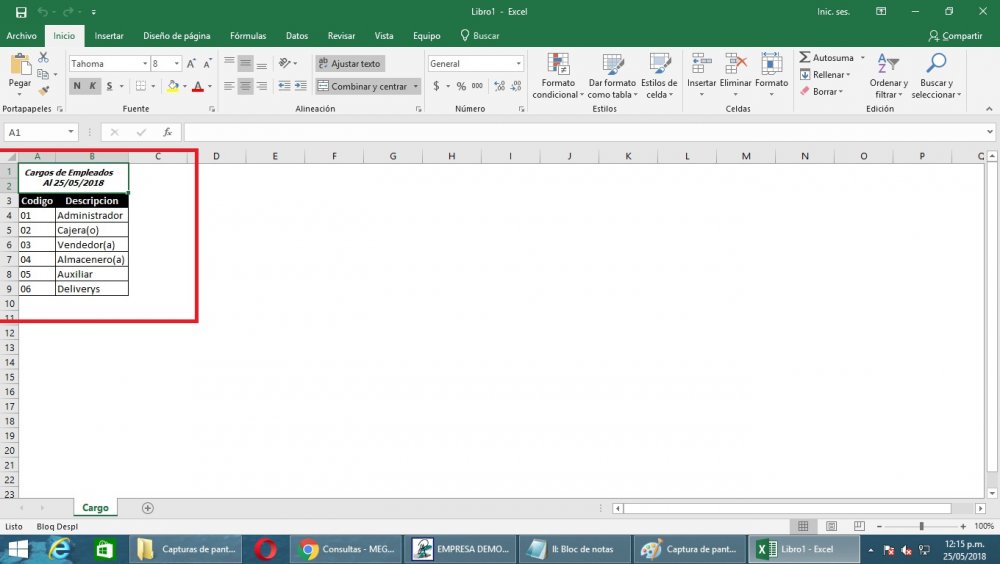 Libro1 - Excel
Inic. ses.
Archivo Inicio Insertar Diseño de página Fórmulas Datos Revisar Vista Equipo Buscar Compartir
Pegar
Tahoma 8
N K S
Ajustar texto
Combinar y centrar
General
$ % 000
Formato condicional
Dar formato como tabla
Estilos de celda
Insertar Eliminar Formato
Autosuma
Rellenar
Borrar
Ordenar y filtrar
Buscar y seleccionar
Portapapeles Fuente Alineación Número Estilos Celdas Edición
A1 fx
A B C D E F G H I J K L M N O P Q
1 Cargos de Empleados
2 Al 25/05/2018
3 Codigo Descripcion
4 01 Administrador
5 02 Cajera(o)
6 03 Vendedor(a)
7 04 Almacenero(a)
8 05 Auxiliar
9 06 Deliverys
10
11
12
13
14
15
16
17
18
19
20
21
22
23
Cargo
Listo Bloq Despl 100%
Capturas de pant... Consultas - MEG... EMPRESA DEMO... II: Bloc de notas Captura de pant... Libro1 - Excel
12:15 p.m.
25/05/2018